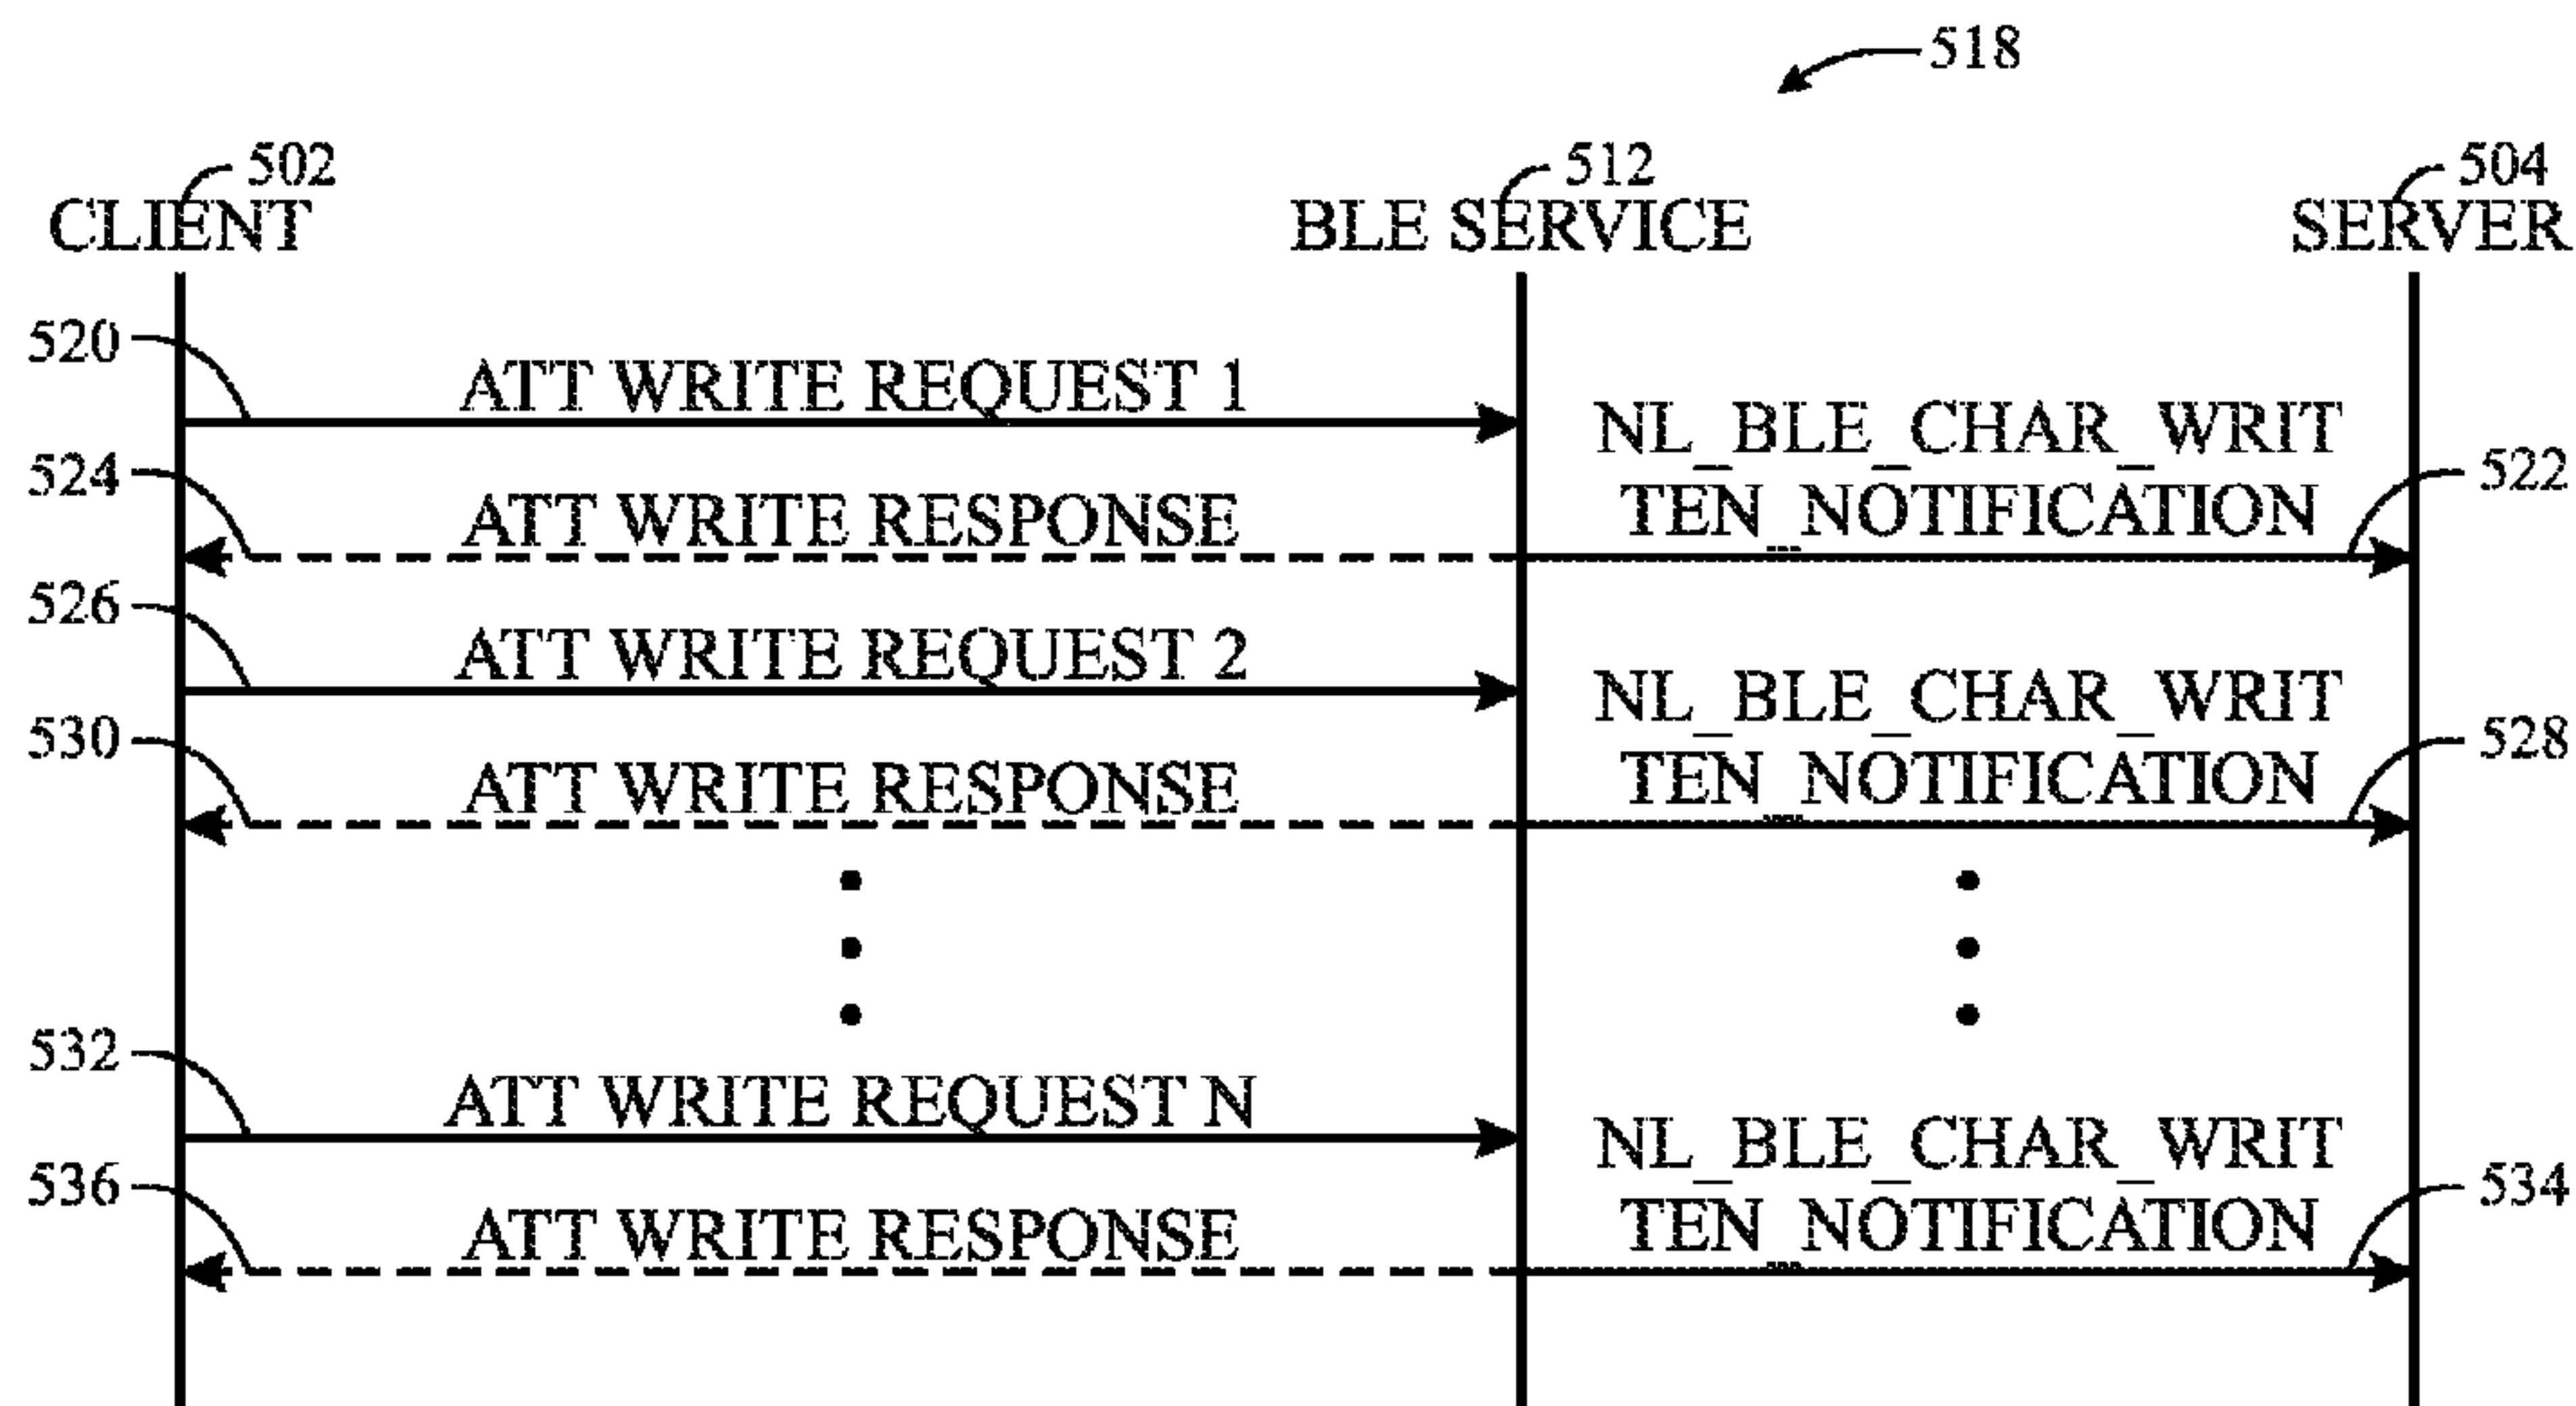 518
502
512
504
CLIENT
BLE SERVICE
SERVER
520
ATT WRITE REQUEST 1
NL_BLE_CHAR_WRIT
524
522
ATT WRITE RESPONSE
TEN_NOTIFICATION
526
ATT WRITE REQUEST 2
NL_BLE_CHAR_WRIT
530
528
ATT WRITE RESPONSE
TEN_NOTIFICATION
532
ATT WRITE REQUEST N
NL_BLE_CHAR_WRIT
536
534
ATT WRITE RESPONSE
TEN_NOTIFICATION